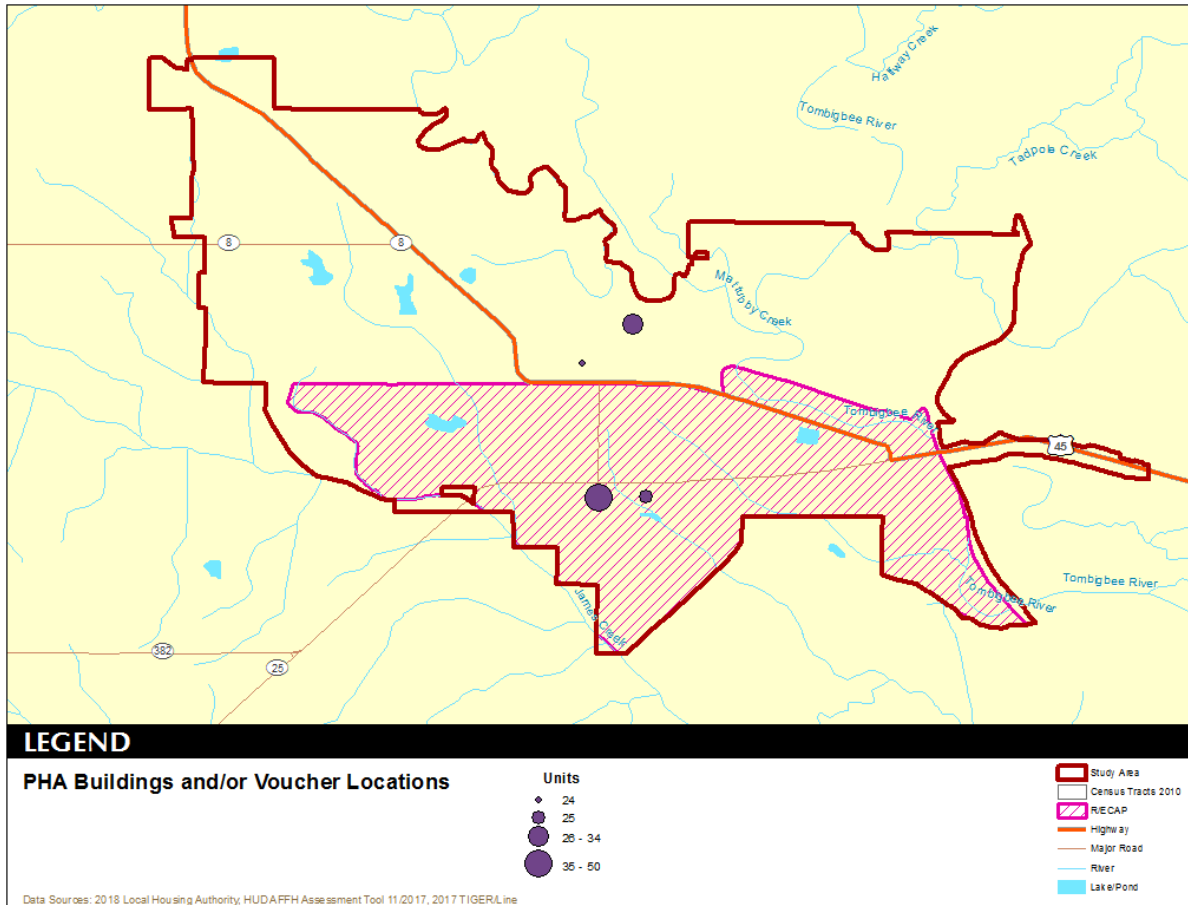 Halfway Creek
Tombigbee River
Tadpole Creek
8
8
Mattuby Creek
Tombigbee River
45
Tombigbee River
Tombigbee River
James Creek
382
25
LEGEND
PHA Buildings and/or Voucher Locations
Units
24
25
26 - 34
35 - 50
Study Area
Census Tracts 2010
R/ECAP
Highway
Major Road
River
Lake/Pond
Data Sources: 2018 Local Housing Authority, HUD AFFH Assessment Tool 11/2017, 2017 TIGER/Line